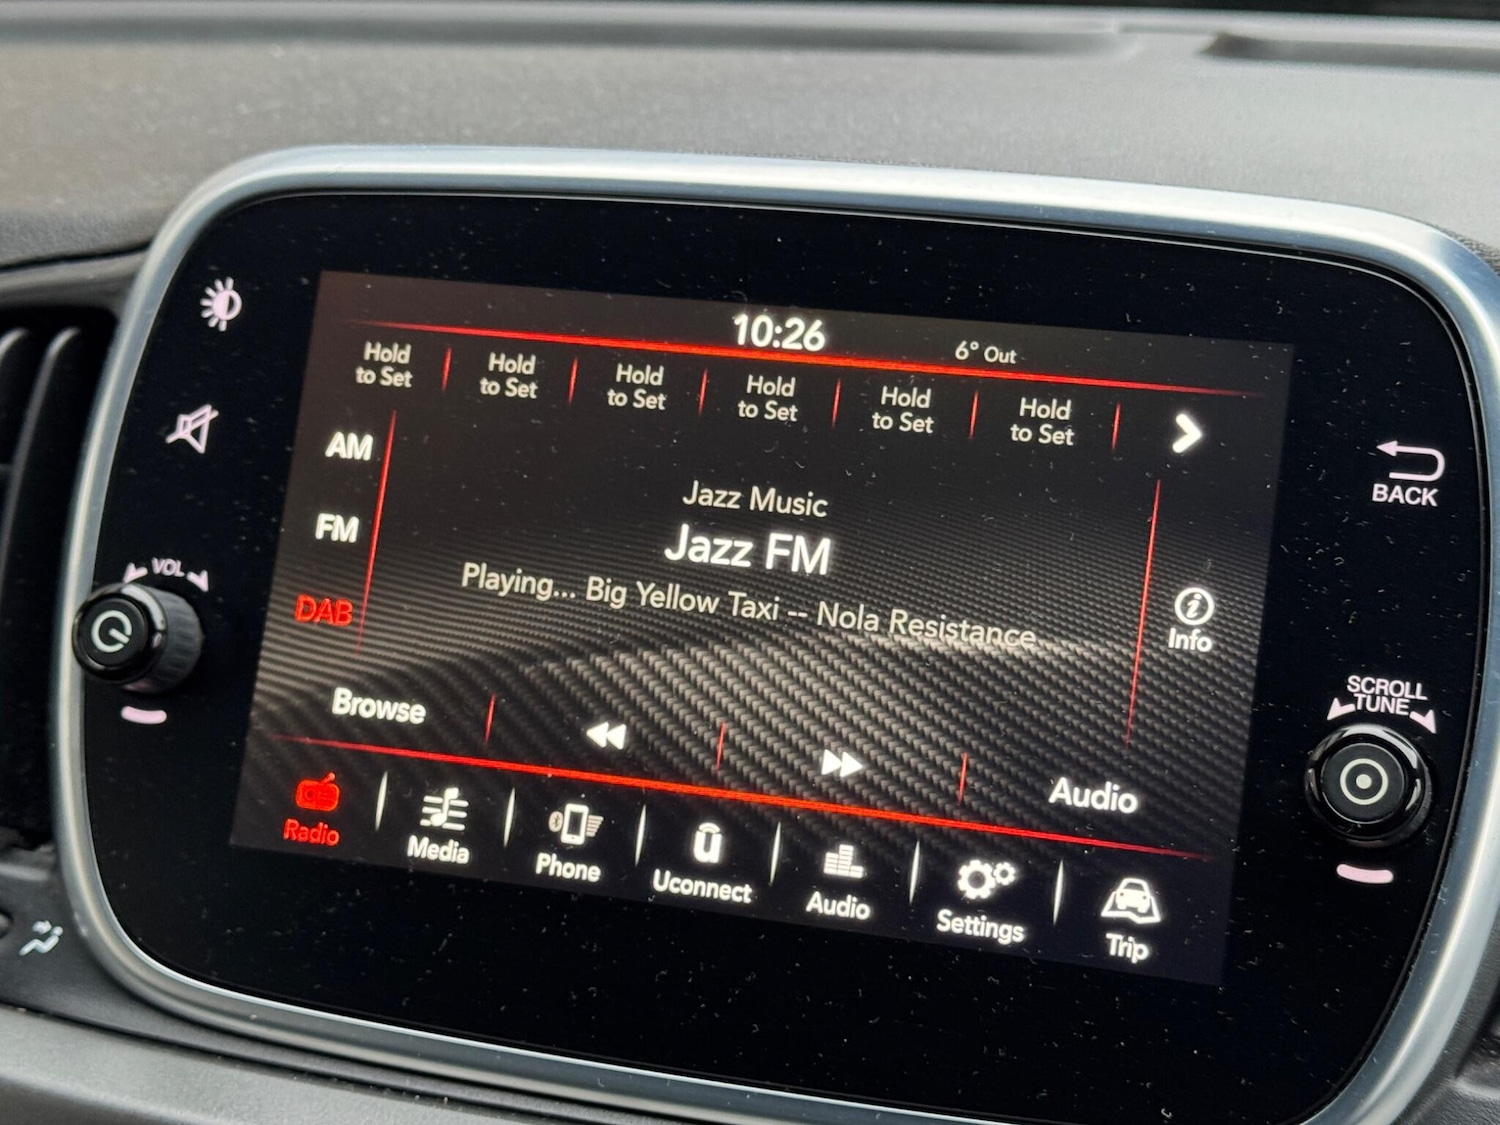 10:26
6° Out
Hold
to Set
Hold
to Set
Hold
to Set
Hold
to Set
Hold
to Set
Hold
to Set
AM
FM
DAB
Jazz Music
Jazz FM
Playing... Big Yellow Taxi -- Nola Resistance
Info
Browse
Audio
Radio
Media
Phone
Uconnect
Audio
Settings
Trip
VOL
BACK
SCROLL
TUNE